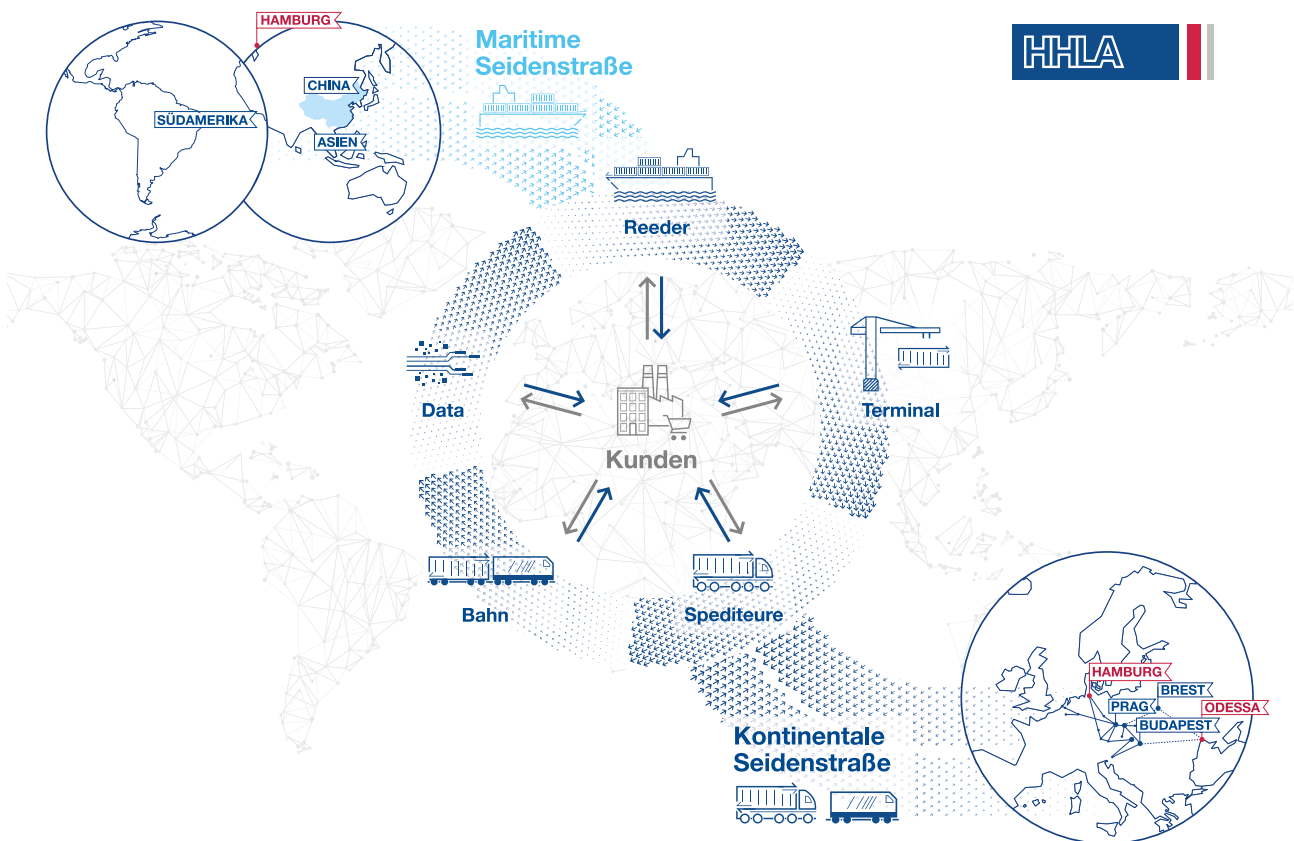 HAMBURG
CHINA
SÜDAMERIKA
ASIEN
Maritime
Seidenstraße
HHLA
Reeder
Data
Terminal
Kunden
Bahn
Spediteure
Kontinentale
Seidenstraße
HAMBURG
BREST
PRAG
ODESSA
BUDAPEST